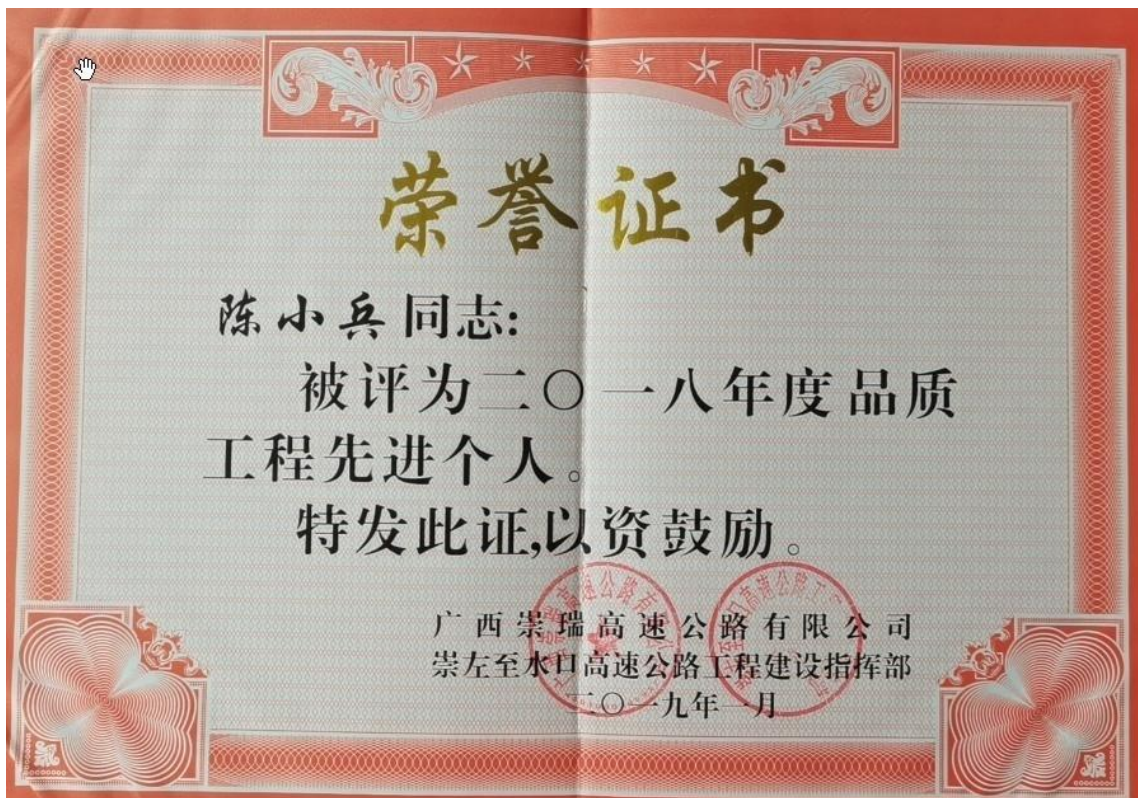 荣誉证书
陈小兵同志:
被评为二〇一八年度品质
工程先进个人。
特发此证,以资鼓励。
广西崇瑞高速公路有限公司
崇左至水口高速公路工程建设指挥部
二〇一九年一月